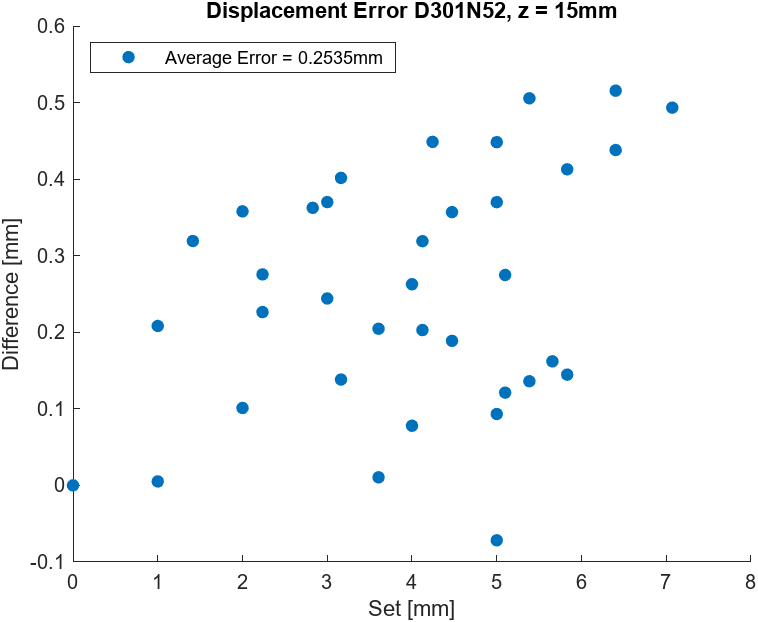 Displacement Error D301N52, z = 15mm
Average Error = 0.2535mm
Difference [mm]
0.6
0.5
0.4
0.3
0.2
0.1
0
-0.1
0 1 2 3 4 5 6 7 8
Set [mm]